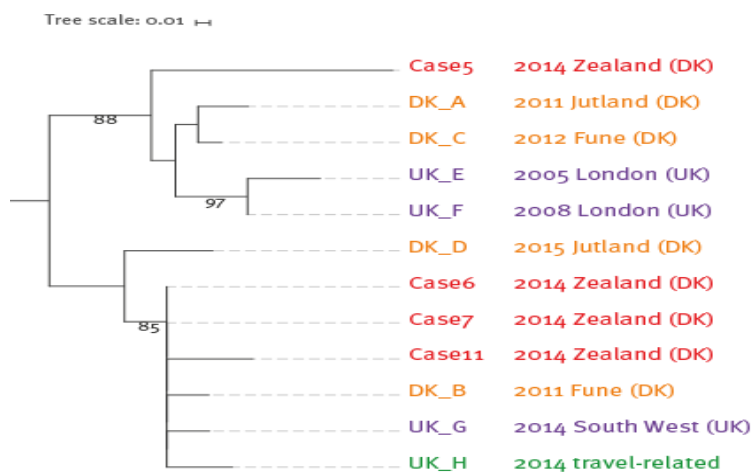 Tree scale: 0.01
Case5 2014 Zealand (DK)
DK_A 2011 Jutland (DK)
88
DK_C 2012 Fune (DK)
UK_E 2005 London (UK)
97
UK_F 2008 London (UK)
DK_D 2015 Jutland (DK)
Case6 2014 Zealand (DK)
85
Case7 2014 Zealand (DK)
Case11 2014 Zealand (DK)
DK_B 2011 Fune (DK)
UK_G 2014 South West (UK)
UK_H 2014 travel-related